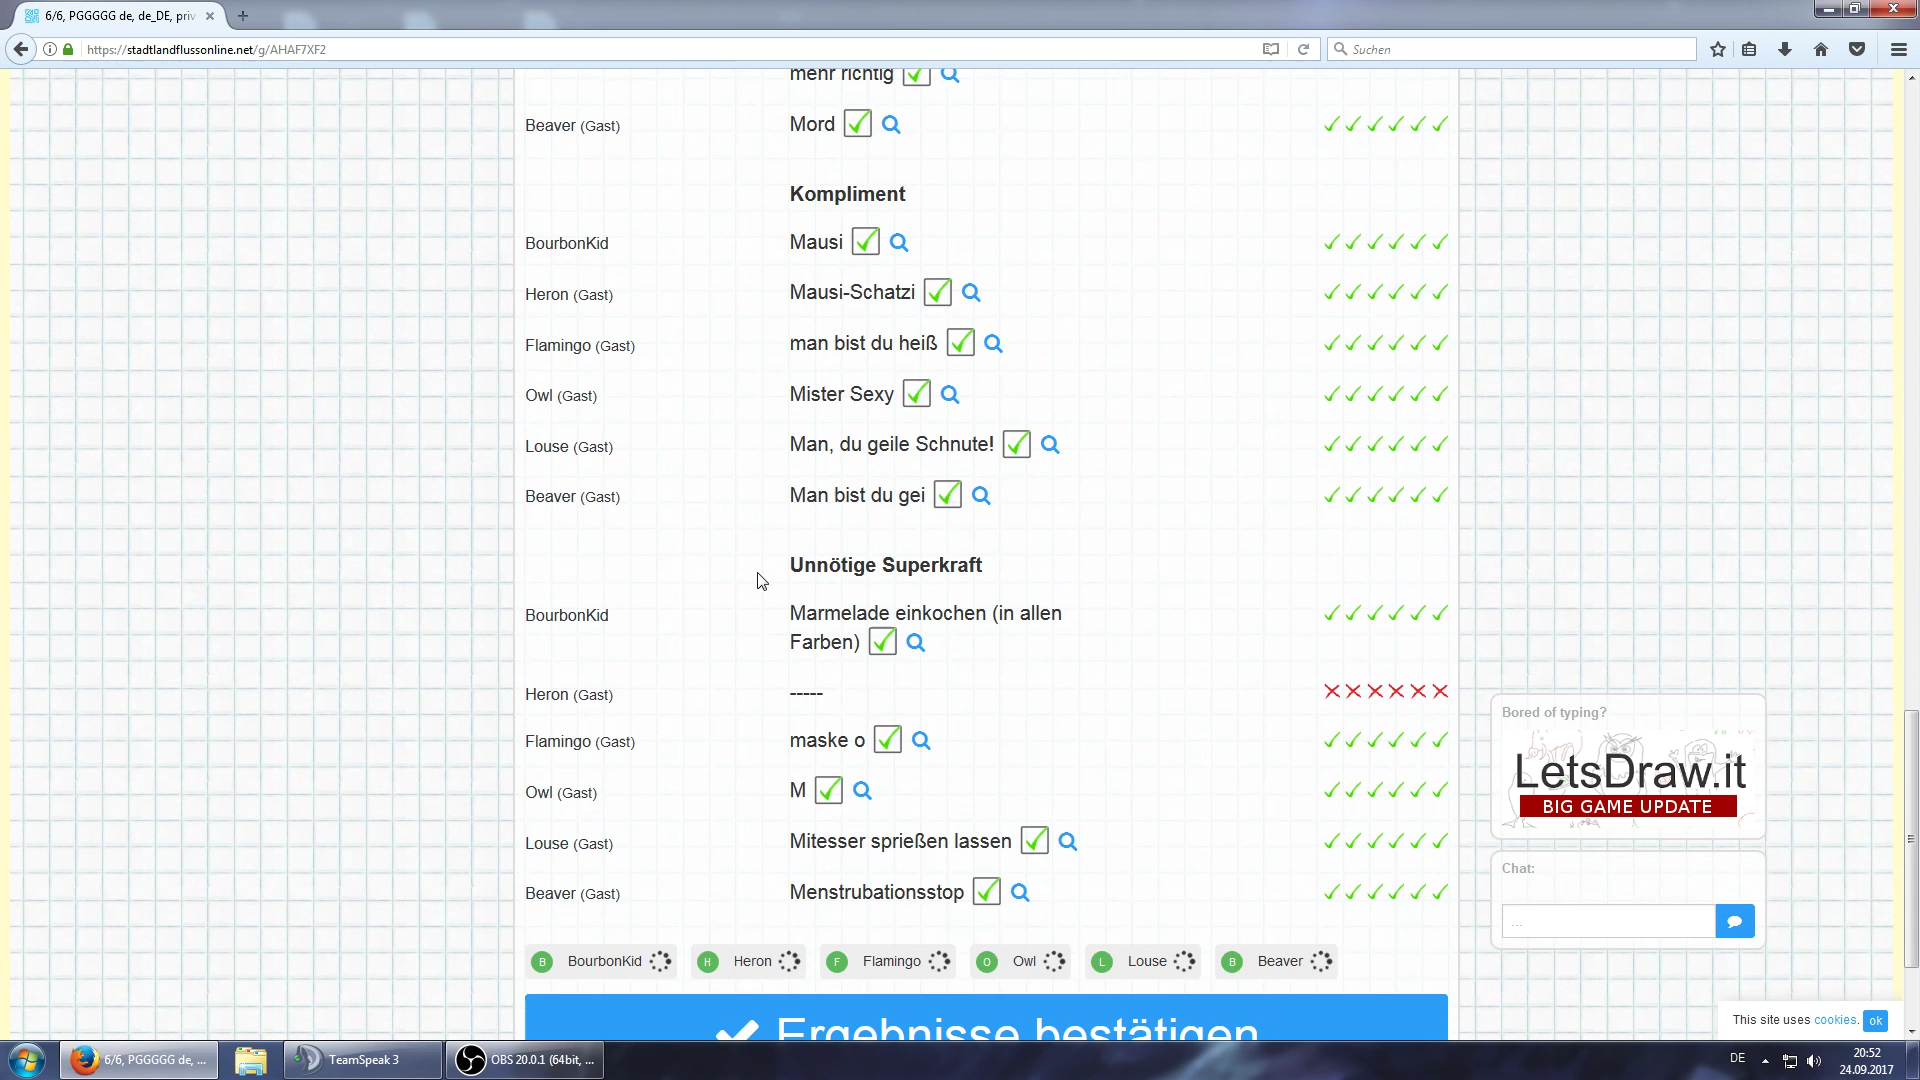 6/6, PGGGGG de, de_DE, priv
https://stadtlandflussonline.net/g/AHAF7XF2
Suchen
mehr richtig
Beaver (Gast) Mord
Kompliment
BourbonKid Mausi
Heron (Gast) Mausi-Schatzi
Flamingo (Gast) man bist du heiß
Owl (Gast) Mister Sexy
Louse (Gast) Man, du geile Schnute!
Beaver (Gast) Man bist du gei
Unnötige Superkraft
BourbonKid Marmelade einkochen (in allen
Farben)
Heron (Gast) -----
Flamingo (Gast) maske o
Owl (Gast) M
Louse (Gast) Mitesser sprießen lassen
Beaver (Gast) Menstrubationsstop
B BourbonKid H Heron F Flamingo O Owl L Louse B Beaver
Ergebnisse bestätigen
Bored of typing?
LetsDraw.it
BIG GAME UPDATE
Chat:
...
This site uses cookies. ok
6/6, PGGGGG de, ... TeamSpeak 3 OBS 20.0.1 (64bit, ... DE 20:52
24.09.2017